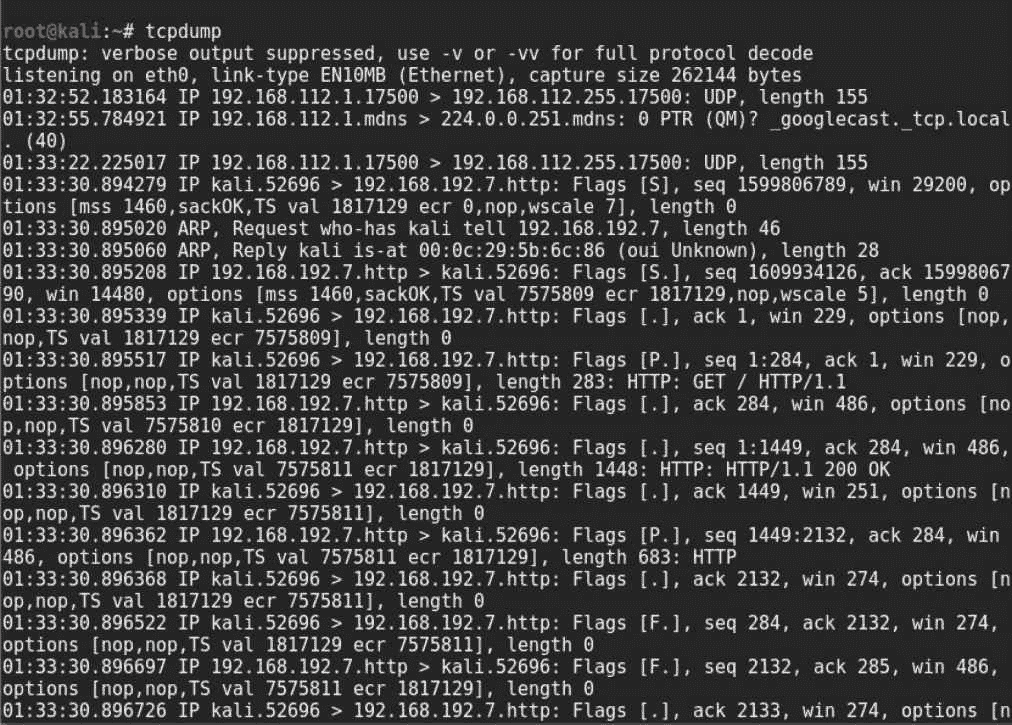 root@kali:~# tcpdump
tcpdump: verbose output suppressed, use -v or -vv for full protocol decode
listening on eth0, link-type EN10MB (Ethernet), capture size 262144 bytes
01:32:52.183164 IP 192.168.112.1.17500 > 192.168.112.255.17500: UDP, length 155
01:32:55.784921 IP 192.168.112.1.mdns > 224.0.0.251.mdns: 0 PTR (QM)? _googlecast._tcp.local
. (40)
01:33:22.225017 IP 192.168.112.1.17500 > 192.168.112.255.17500: UDP, length 155
01:33:30.894279 IP kali.52696 > 192.168.192.7.http: Flags [S], seq 1599806789, win 29200, op
tions [mss 1460,sackOK,TS val 1817129 ecr 0,nop,wscale 7], length 0
01:33:30.895020 ARP, Request who-has kali tell 192.168.192.7, length 46
01:33:30.895060 ARP, Reply kali is-at 00:0c:29:5b:6c:86 (oui Unknown), length 28
01:33:30.895208 IP 192.168.192.7.http > kali.52696: Flags [S.], seq 1609934126, ack 15998067
90, win 14480, options [mss 1460,sackOK,TS val 7575809 ecr 1817129,nop,wscale 5], length 0
01:33:30.895339 IP kali.52696 > 192.168.192.7.http: Flags [.], ack 1, win 229, options [nop,
nop,TS val 1817129 ecr 7575809], length 0
01:33:30.895517 IP kali.52696 > 192.168.192.7.http: Flags [P.], seq 1:284, ack 1, win 229, o
ptions [nop,nop,TS val 1817129 ecr 7575809], length 283: HTTP: GET / HTTP/1.1
01:33:30.895853 IP 192.168.192.7.http > kali.52696: Flags [.], ack 284, win 486, options [no
p,nop,TS val 7575810 ecr 1817129], length 0
01:33:30.896280 IP 192.168.192.7.http > kali.52696: Flags [.], seq 1:1449, ack 284, win 486,
 options [nop,nop,TS val 7575811 ecr 1817129], length 1448: HTTP: HTTP/1.1 200 OK
01:33:30.896310 IP kali.52696 > 192.168.192.7.http: Flags [.], ack 1449, win 251, options [n
op,nop,TS val 1817129 ecr 7575811], length 0
01:33:30.896362 IP 192.168.192.7.http > kali.52696: Flags [P.], seq 1449:2132, ack 284, win
486, options [nop,nop,TS val 7575811 ecr 1817129], length 683: HTTP
01:33:30.896368 IP kali.52696 > 192.168.192.7.http: Flags [.], ack 2132, win 274, options [n
op,nop,TS val 1817129 ecr 7575811], length 0
01:33:30.896522 IP kali.52696 > 192.168.192.7.http: Flags [F.], seq 284, ack 2132, win 274,
options [nop,nop,TS val 1817129 ecr 7575811], length 0
01:33:30.896697 IP 192.168.192.7.http > kali.52696: Flags [F.], seq 2132, ack 285, win 486,
options [nop,nop,TS val 7575811 ecr 1817129], length 0
01:33:30.896726 IP kali.52696 > 192.168.192.7.http: Flags [.], ack 2133, win 274, options [n